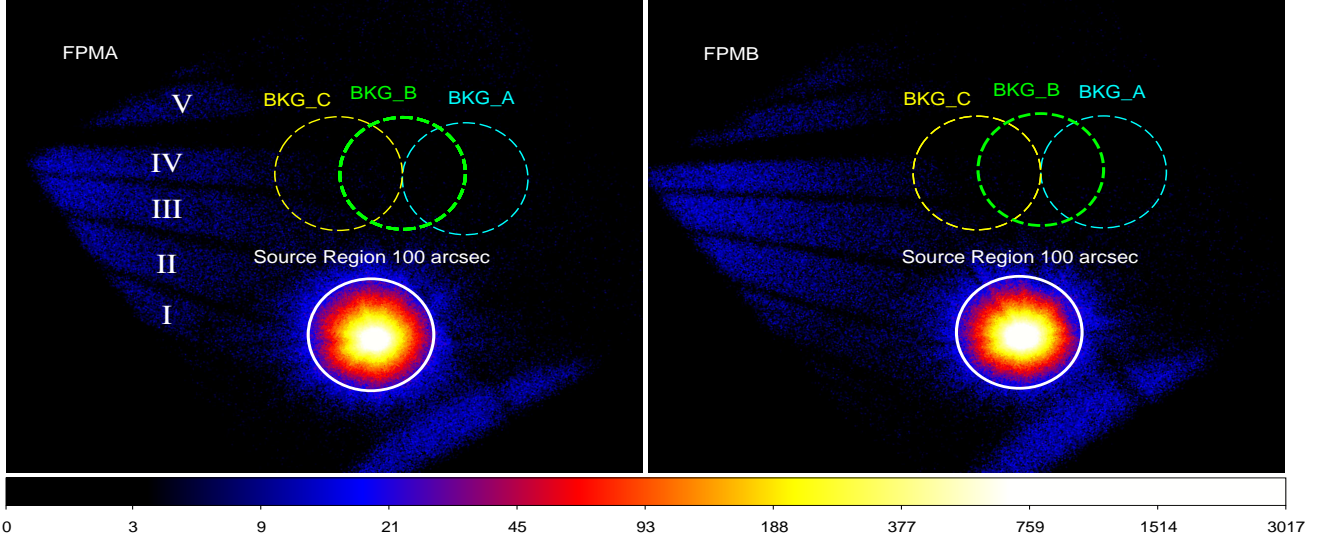 FPMA
BKG_C
BKG_B
BKG_A
V
IV
III
II
I
Source Region 100 arcsec
FPMB
BKG_C
BKG_B
BKG_A
Source Region 100 arcsec
0 3 9 21 45 93 188 377 759 1514 3017